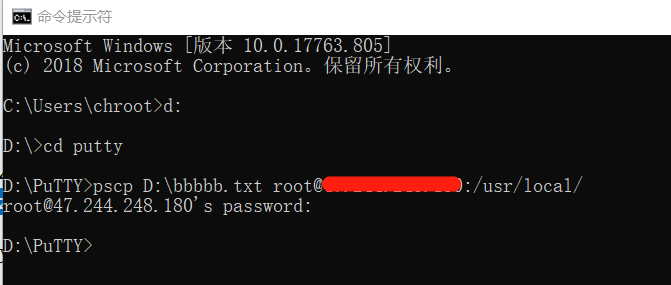 命令提示符
Microsoft Windows [版本 10.0.17763.805]
(c) 2018 Microsoft Corporation。保留所有权利。
C:\Users\chroot>d:
D:\>cd putty
D:\PuTTY>pscp D:\bbbbb.txt root@:/usr/local/
root@47.244.248.180's password:
D:\PuTTY>